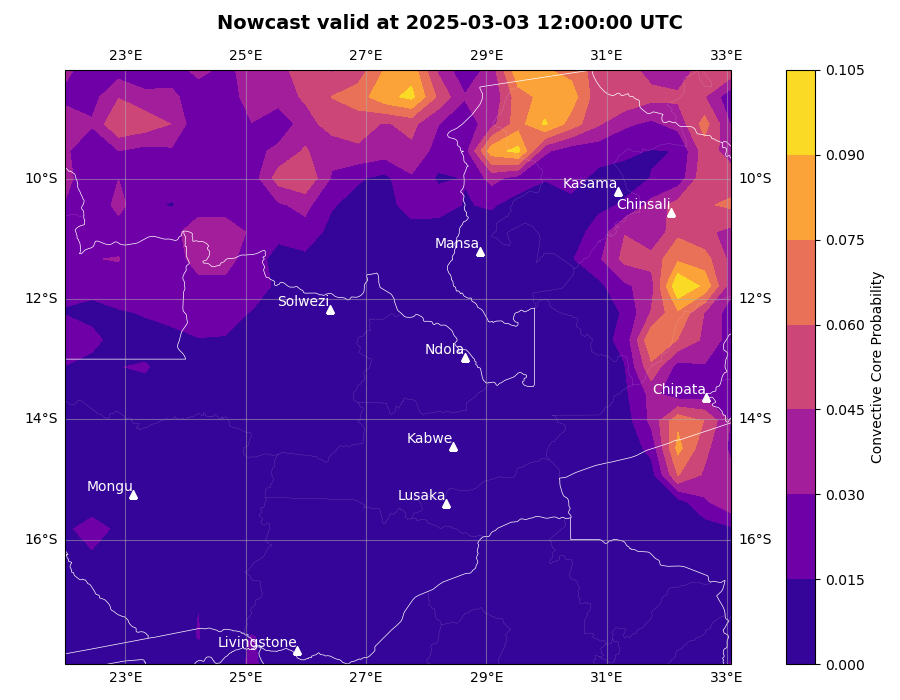 Nowcast valid at 2025-03-03 12:00:00 UTC
23°E 25°E 27°E 29°E 31°E 33°E
0.105
0.090
10°S Kasama 10°S
Chinsali
0.075
Mansa
12°S Solwezi 12°S
0.060
Ndola
Chipata
14°S 14°S
0.045
Kabwe
Mongu Lusaka
0.030
16°S 16°S
0.015
Livingstone
0.000
23°E 25°E 27°E 29°E 31°E 33°E
Convective Core Probability